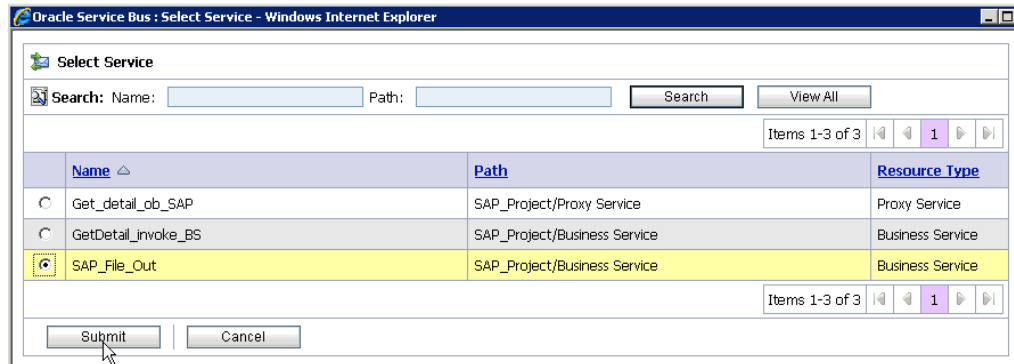 Oracle Service Bus : Select Service - Windows Internet Explorer
Select Service
Search: Name: Path: Search View All
Items 1-3 of 3 1
Name Path Resource Type
Get_detail_ob_SAP SAP_Project/Proxy Service Proxy Service
GetDetail_invoke_BS SAP_Project/Business Service Business Service
SAP_File_Out SAP_Project/Business Service Business Service
Items 1-3 of 3 1
Submit Cancel